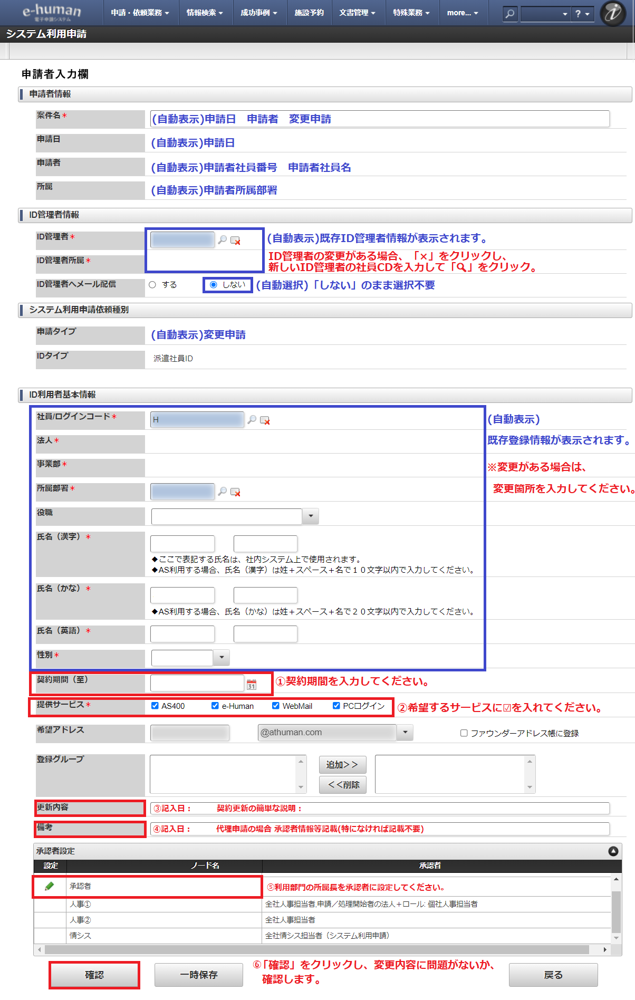 e-human
電子申請システム
申請・依頼業務 情報検索 成功事例 施設予約 文書管理 特殊業務 more... ?
システム利用申請
申請者入力欄
申請者情報
案件名* (自動表示)申請日 申請者 変更申請
申請日 (自動表示)申請日
申請者 (自動表示)申請者社員番号 申請者社員名
所属 (自動表示)申請者所属部署
ID管理者情報
ID管理者* (自動表示)既存ID管理者情報が表示されます。
ID管理者所属* ID管理者の変更がある場合、「×」をクリックし、
新しいID管理者の社員CDを入力して「🔍」をクリック。
ID管理者へメール配信 する しない (自動選択)「しない」のまま選択不要
システム利用申請依頼種別
申請タイプ (自動表示)変更申請
IDタイプ 派遣社員ID
ID利用者基本情報
社員/ログインコード* H (自動表示)
法人* 既存登録情報が表示されます。
事業部* ※変更がある場合は、
所属部署* 変更箇所を入力してください。
役職
氏名（漢字）*
◆ここで表記する氏名は、社内システム上で使用されます。
◆AS利用する場合、氏名（漢字）は姓＋スペース＋名で１０文字以内で入力してください。
氏名（かな）*
◆AS利用する場合、氏名（かな）は姓＋スペース＋名で２０文字以内で入力してください。
氏名（英語）*
性別*
契約期間（至） 31 ①契約期間を入力してください。
提供サービス* AS400 e-Human WebMail PCログイン ②希望するサービスに☑を入れてください。
希望アドレス @athuman.com ファウンダーアドレス帳に登録
登録グループ 追加＞＞
＜＜削除
更新内容 ③記入日： 契約更新の簡単な説明：
備考 ④記入日： 代理申請の場合 承認者情報等記載(特になければ記載不要)
承認者設定
設定 ノード名 承認者
承認者 ⑤利用部門の所属長を承認者に設定してください。
人事① 全社人事担当者,申請／処理開始者の法人＋ロール: 個社人事担当者
人事② 全社人事担当者
情シス 全社情シス担当者（システム利用申請）
確認 一時保存 ⑥「確認」をクリックし、変更内容に問題がないか、 戻る
確認します。